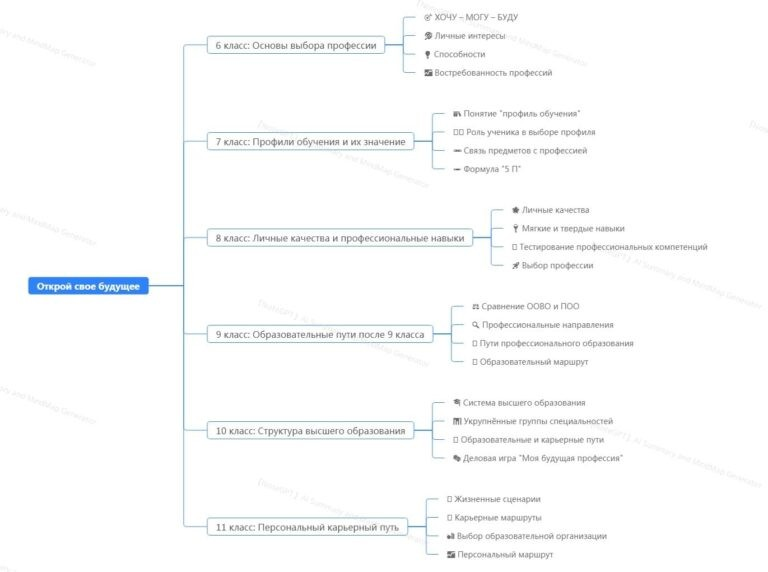 Открой свое будущее
6 класс: Основы выбора профессии
ХОЧУ – МОГУ – БУДУ
Личные интересы
Способности
Востребованность профессий
7 класс: Профили обучения и их значение
Понятие "профиль обучения"
Роль ученика в выборе профиля
Связь предметов с профессией
Формула "5 П"
8 класс: Личные качества и профессиональные навыки
Личные качества
Мягкие и твердые навыки
Тестирование профессиональных компетенций
Выбор профессии
9 класс: Образовательные пути после 9 класса
Сравнение ООВО и ПОО
Профессиональные направления
Пути профессионального образования
Образовательный маршрут
10 класс: Структура высшего образования
Система высшего образования
Укрупнённые группы специальностей
Образовательные и карьерные пути
Деловая игра "Моя будущая профессия"
11 класс: Персональный карьерный путь
Жизненные сценарии
Карьерные маршруты
Выбор образовательной организации
Персональный маршрут